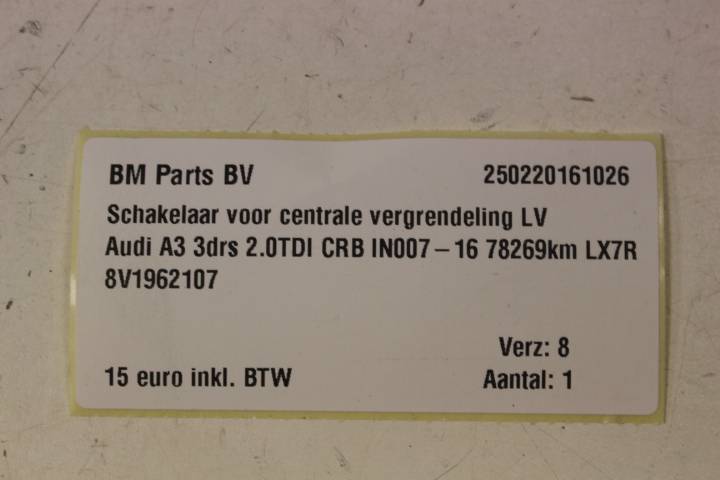 BM Parts BV 250220161026
Schakelaar voor centrale vergrendeling LV
Audi A3 3drs 2.0TDI CRB IN007-16 78269km LX7R
8V1962107
Verz: 8
15 euro inkl. BTW Aantal: 1